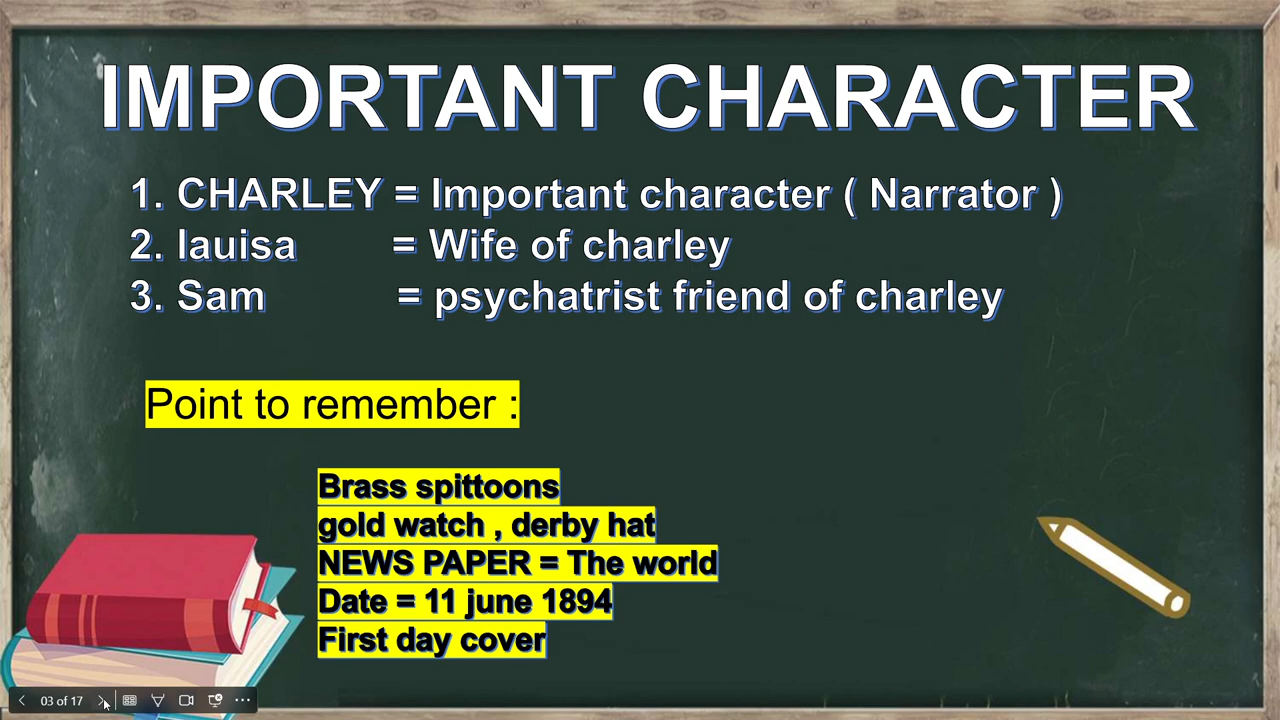 IMPORTANT CHARACTER
1. CHARLEY = Important character ( Narrator )
2. lauisa = Wife of charley
3. Sam = psychatrist friend of charley
Point to remember :
Brass spittoons
gold watch , derby hat
NEWS PAPER = The world
Date = 11 june 1894
First day cover
03 of 17